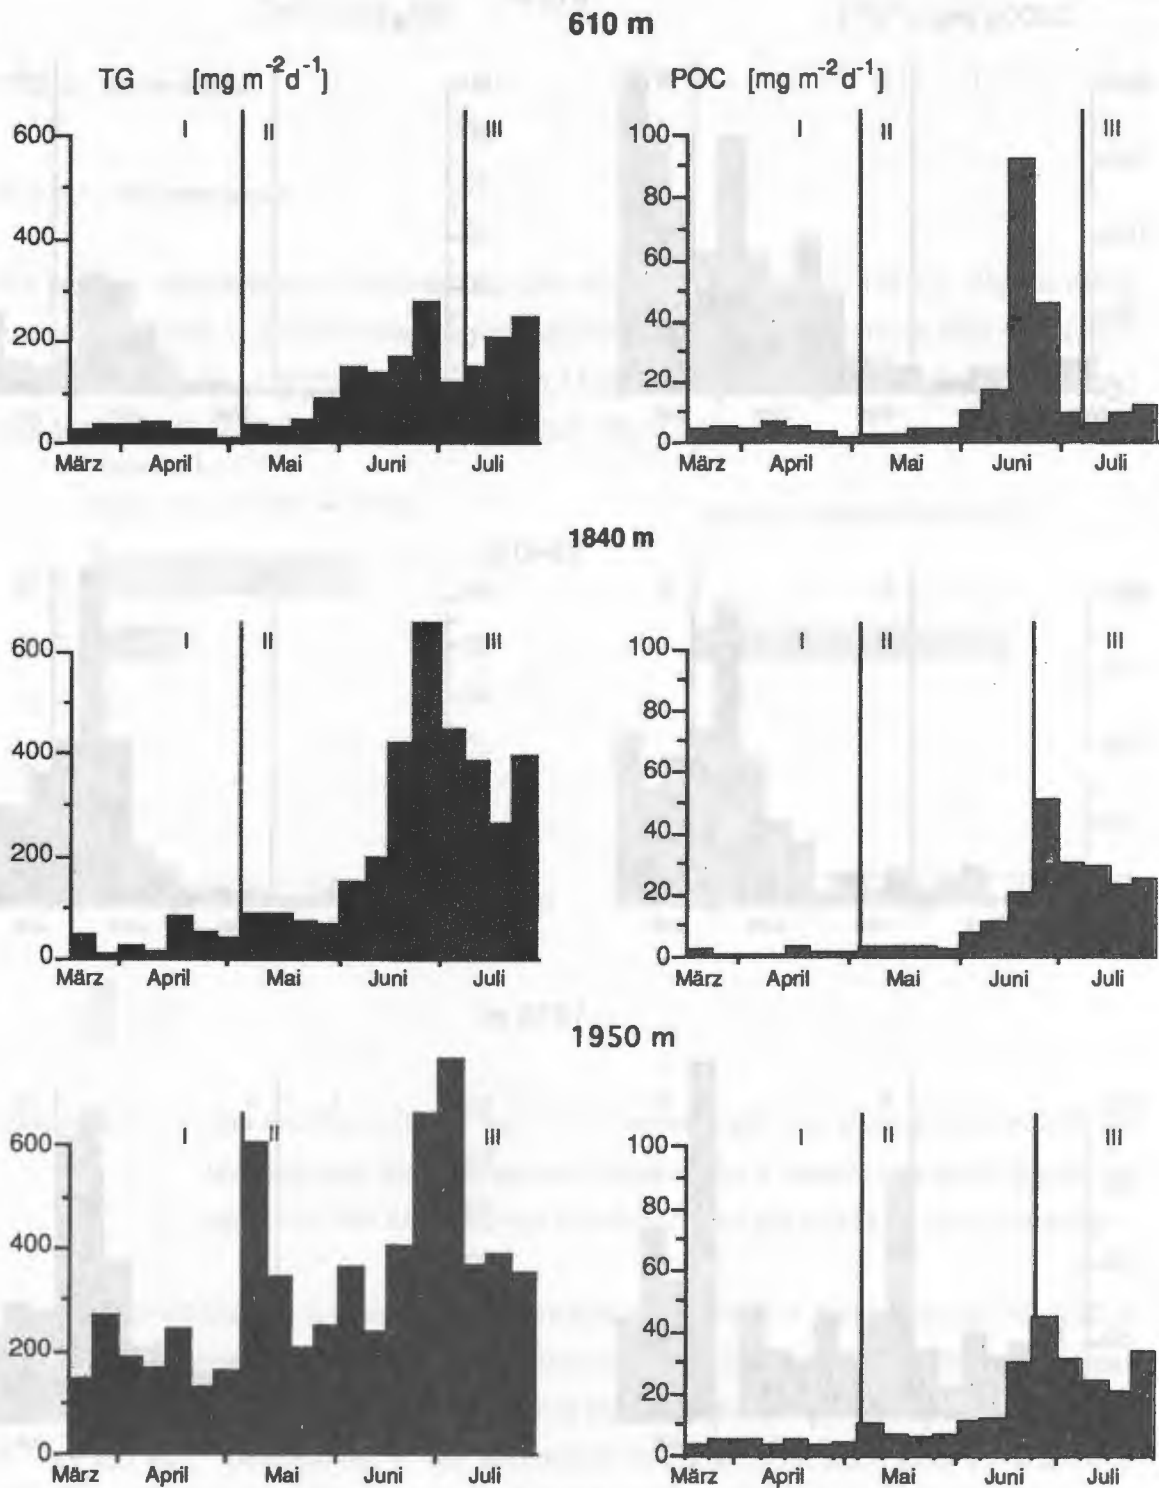 610 m
TG [mg m⁻²d⁻¹]
POC [mg m⁻²d⁻¹]
I II III
600
400
200
0
März April Mai Juni Juli
I II III
100
80
60
40
20
0
März April Mai Juni Juli
1840 m
I II III
600
400
200
0
März April Mai Juni Juli
I II III
100
80
60
40
20
0
März April Mai Juni Juli
1950 m
I II III
600
400
200
0
März April Mai Juni Juli
I II III
100
80
60
40
20
0
März April Mai Juni Juli